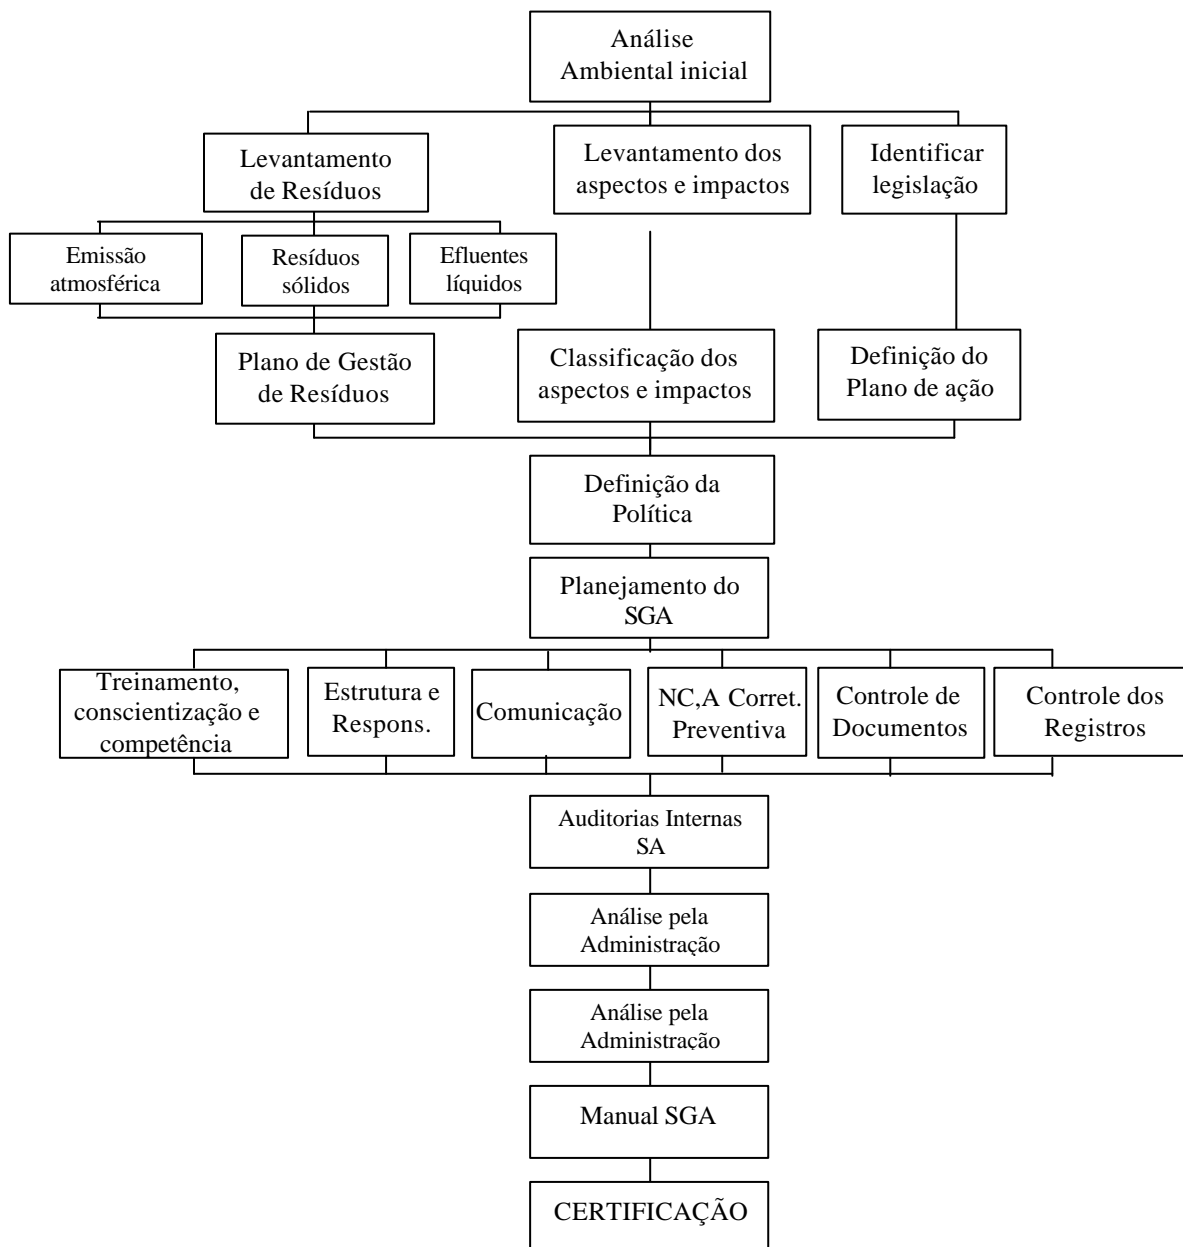 Análise
Ambiental inicial
Levantamento
de Resíduos
Levantamento dos
aspectos e impactos
Identificar
legislação
Emissão
atmosférica
Resíduos
sólidos
Efluentes
líquidos
Plano de Gestão
de Resíduos
Classificação dos
aspectos e impactos
Definição do
Plano de ação
Definição da
Política
Planejamento do
SGA
Treinamento,
conscientização e
competência
Estrutura e
Respons.
Comunicação
NC,A Corret.
Preventiva
Controle de
Documentos
Controle dos
Registros
Auditorias Internas
SA
Análise pela
Administração
Análise pela
Administração
Manual SGA
CERTIFICAÇÃO